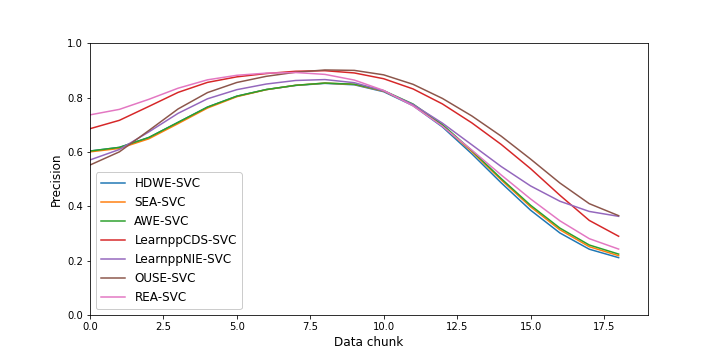 1.0
0.8
0.6
0.4
0.2
0.0
Precision
HDWE-SVC
SEA-SVC
AWE-SVC
LearnppCDS-SVC
LearnppNIE-SVC
OUSE-SVC
REA-SVC
0.0 2.5 5.0 7.5 10.0 12.5 15.0 17.5
Data chunk